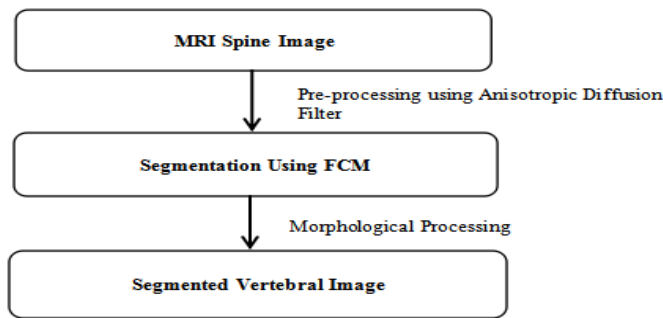 MRI Spine Image
Pre-processing using Anisotropic Diffusion
Filter
Segmentation Using FCM
Morphological Processing
Segmented Vertebral Image